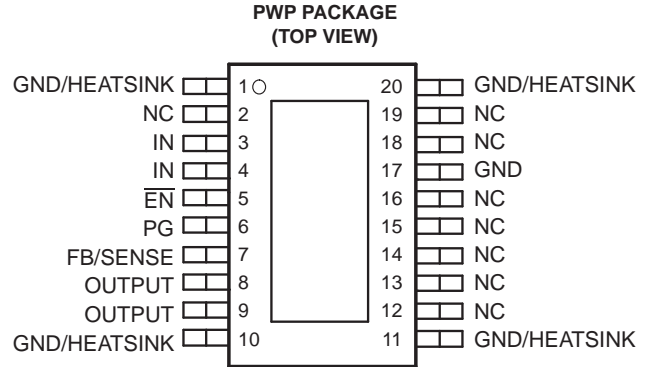 PWP PACKAGE
(TOP VIEW)
GND/HEATSINK 1 20 GND/HEATSINK
NC 2 19 NC
IN 3 18 NC
IN 4 17 GND
E̅N̅ 5 16 NC
PG 6 15 NC
FB/SENSE 7 14 NC
OUTPUT 8 13 NC
OUTPUT 9 12 NC
GND/HEATSINK 10 11 GND/HEATSINK